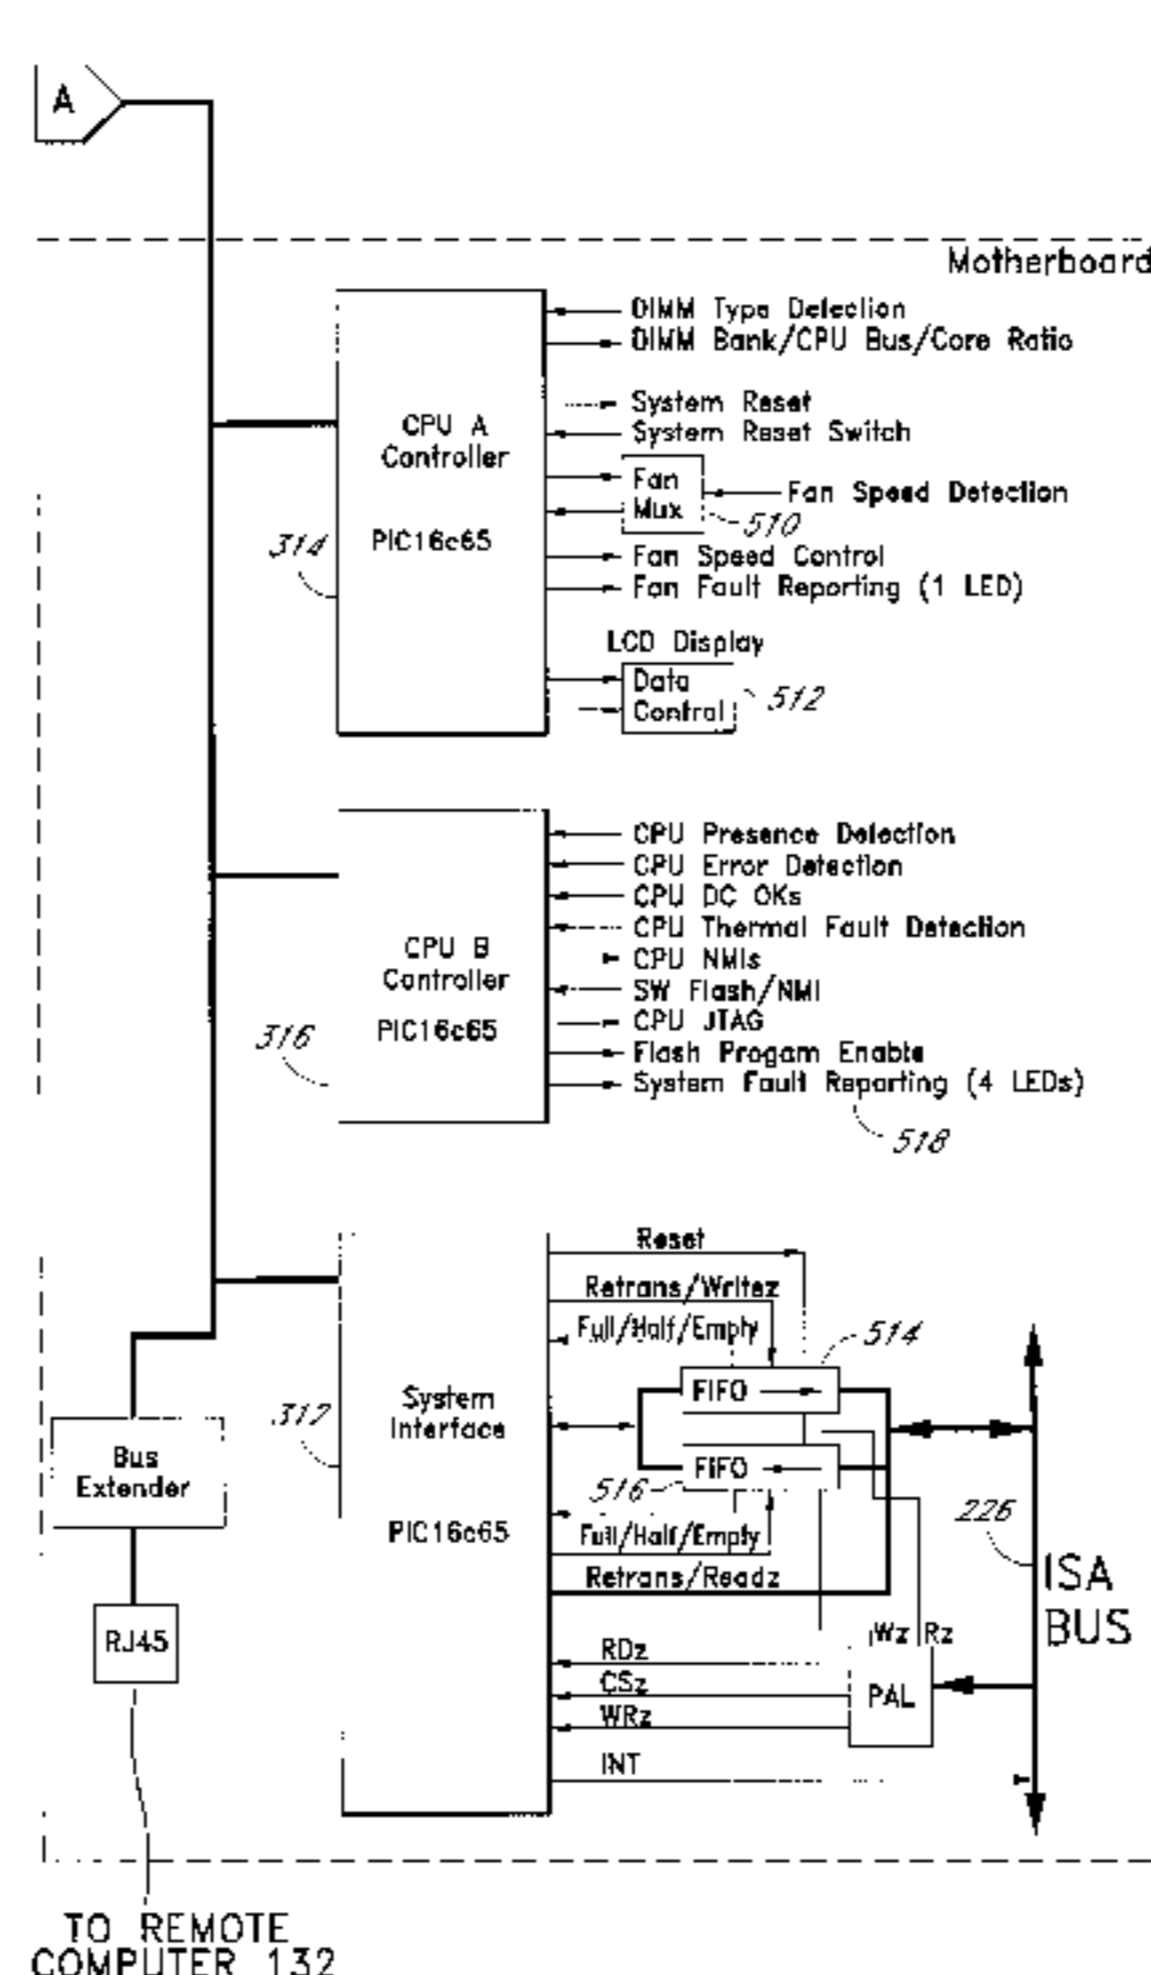 A
Motherboard
DIMM Type Detection
DIMM Bank/CPU Bus/Core Ratio
System Reset
System Reset Switch
CPU A
Controller
PIC16c65
314
Fan
Mux
Fan Speed Detection
510
Fan Speed Control
Fan Fault Reporting (1 LED)
LCD Display
Data
Control
512
CPU Presence Detection
CPU Error Detection
CPU DC OKs
CPU Thermal Fault Detection
CPU NMIs
SW Flash/NMI
CPU JTAG
Flash Progam Enable
System Fault Reporting (4 LEDs)
518
CPU B
Controller
PIC16c65
316
Reset
Retrans/Writez
Full/Half/Empty
514
FIFO
System
Interface
312
FIFO
516
Bus
Extender
PIC16c65
Full/Half/Empty
Retrans/Readz
226
ISA
BUS
RJ45
Wz Rz
RDz
CSz
WRz
PAL
INT
TO REMOTE
COMPUTER 132